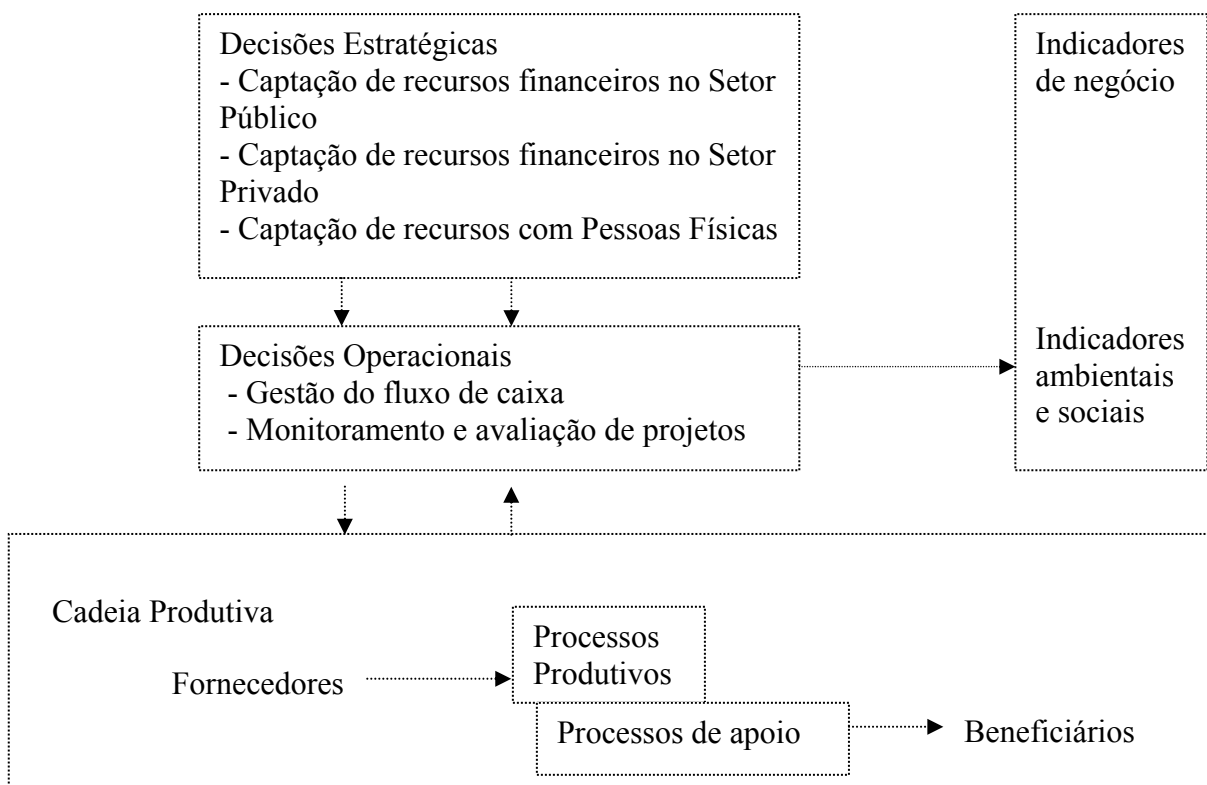 Decisões Estratégicas
- Captação de recursos financeiros no Setor
Público
- Captação de recursos financeiros no Setor
Privado
- Captação de recursos com Pessoas Físicas
Indicadores
de negócio
Decisões Operacionais
- Gestão do fluxo de caixa
- Monitoramento e avaliação de projetos
Indicadores
ambientais
e sociais
Cadeia Produtiva
Fornecedores
Processos
Produtivos
Processos de apoio
Beneficiários